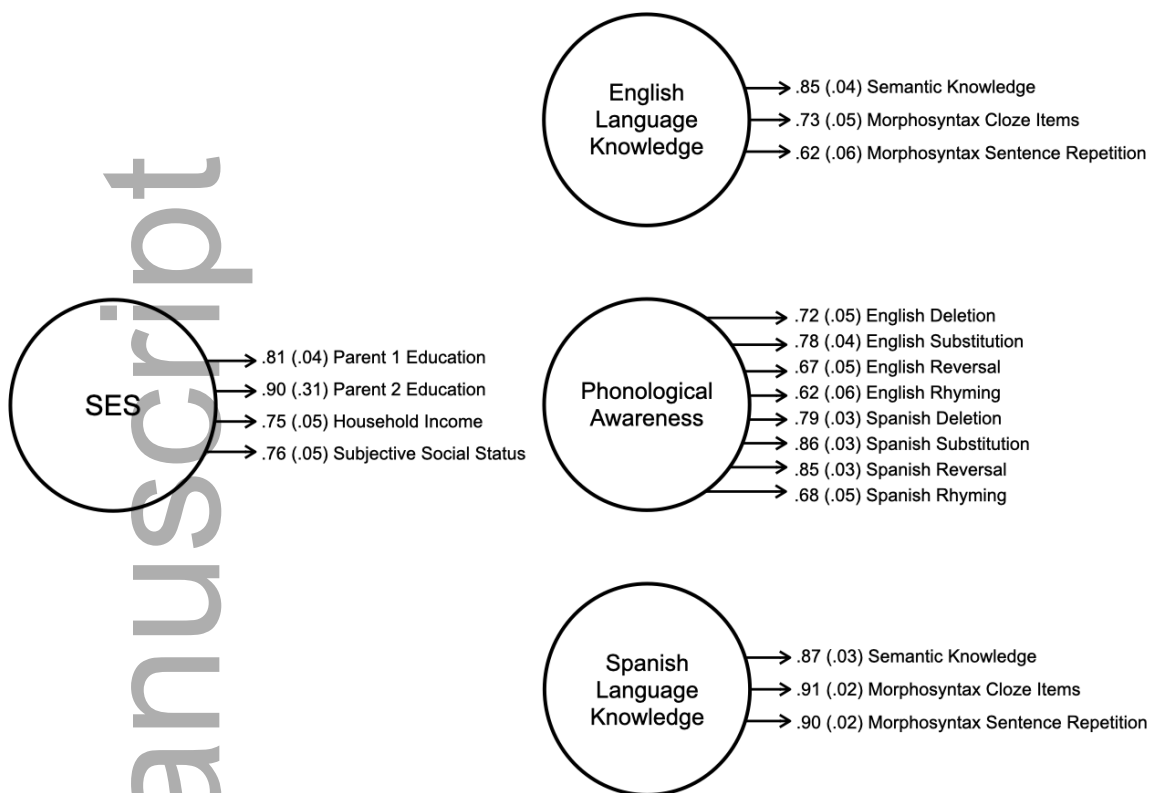 English
Language
Knowledge
.85 (.04) Semantic Knowledge
.73 (.05) Morphosyntax Cloze Items
.62 (.06) Morphosyntax Sentence Repetition
anuscript
SES
.81 (.04) Parent 1 Education
.90 (.31) Parent 2 Education
.75 (.05) Household Income
.76 (.05) Subjective Social Status
Phonological
Awareness
.72 (.05) English Deletion
.78 (.04) English Substitution
.67 (.05) English Reversal
.62 (.06) English Rhyming
.79 (.03) Spanish Deletion
.86 (.03) Spanish Substitution
.85 (.03) Spanish Reversal
.68 (.05) Spanish Rhyming
Spanish
Language
Knowledge
.87 (.03) Semantic Knowledge
.91 (.02) Morphosyntax Cloze Items
.90 (.02) Morphosyntax Sentence Repetition